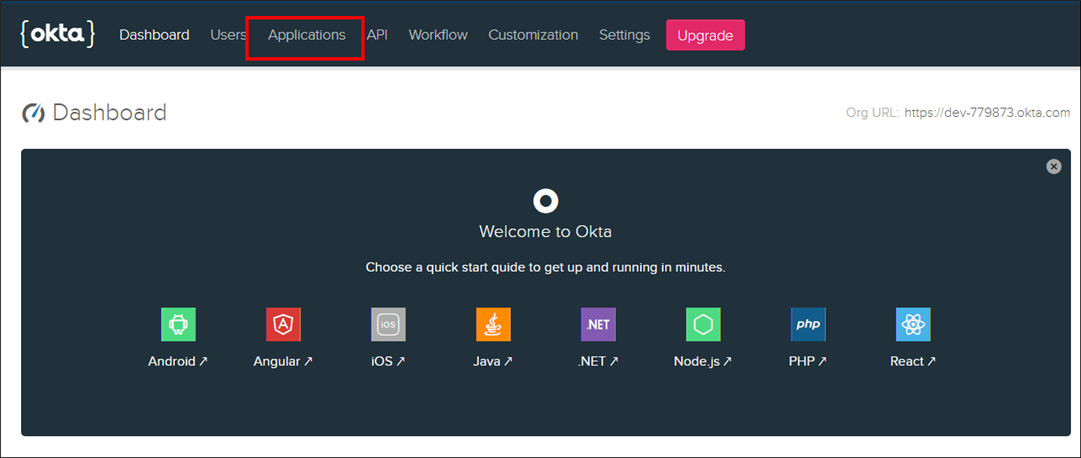 {okta} Dashboard Users Applications API Workflow Customization Settings Upgrade
Dashboard
Org URL: https://dev-779873.okta.com
Welcome to Okta
Choose a quick start quide to get up and running in minutes.
iOS .NET php
Android ↗ Angular ↗ iOS ↗ Java ↗ .NET ↗ Node.js ↗ PHP ↗ React ↗